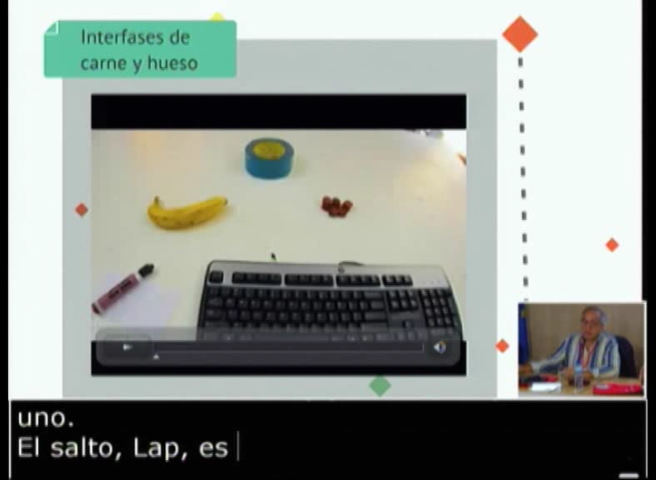 Interfases de
carne y hueso
uno.
El salto, Lap, es